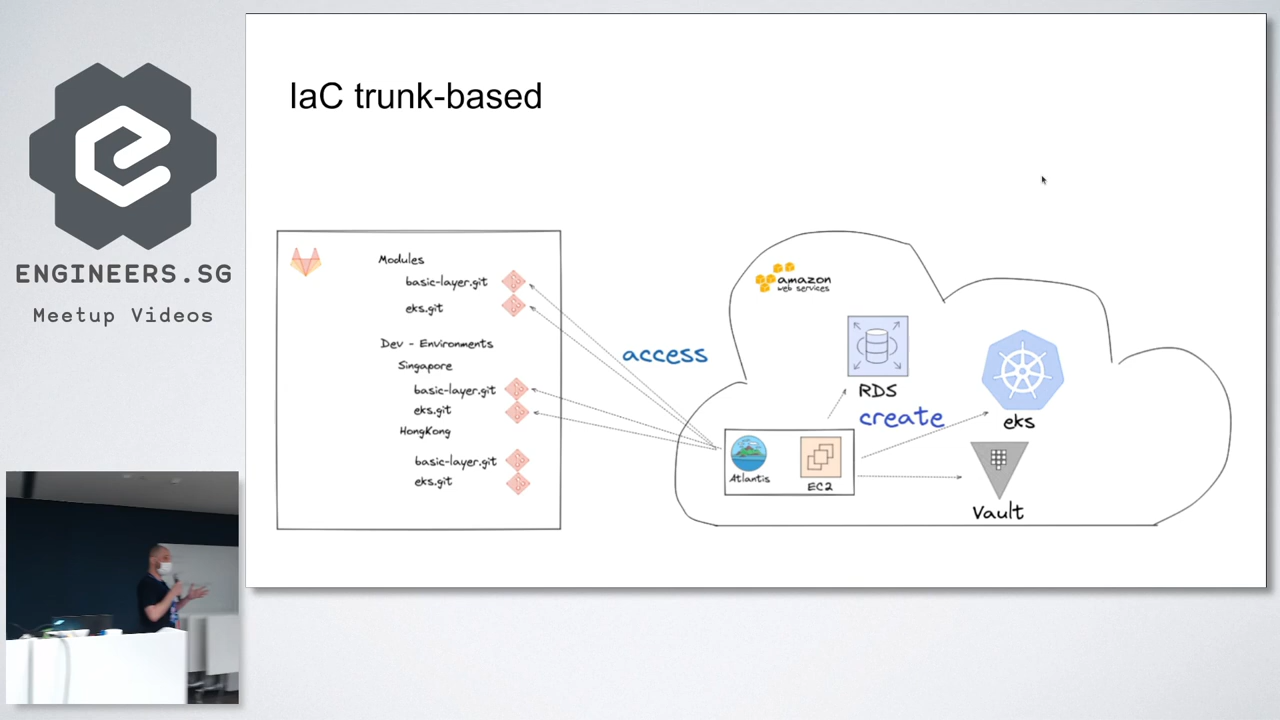 ENGINEERS.SG
Meetup Videos
IaC trunk-based
Modules
basic-layer.git
eks.git
Dev - Environments
Singapore
basic-layer.git
eks.git
HongKong
basic-layer.git
eks.git
access
amazon
web services
RDS
create
eks
Atlantis
EC2
Vault